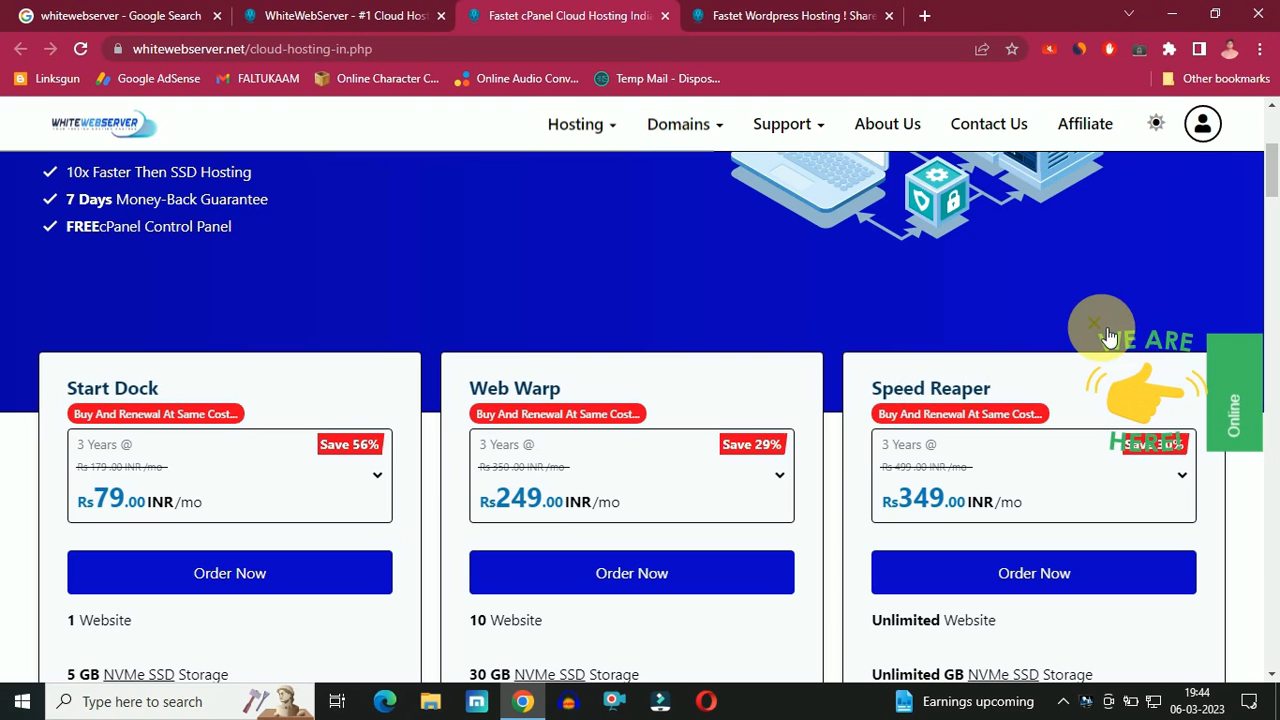 whitewebserver - Google Search
WhiteWebServer - #1 Cloud Host
Fastet cPanel Cloud Hosting India
Fastet Wordpress Hosting ! Share
whitewebserver.net/cloud-hosting-in.php
Linksgun
Google AdSense
FALTUKAAM
Online Character C...
Online Audio Conv...
Temp Mail - Dispos...
Other bookmarks
WHITEWEBSERVER
Hosting
Domains
Support
About Us
Contact Us
Affiliate
10x Faster Then SSD Hosting
7 Days Money-Back Guarantee
FREEcPanel Control Panel
WE ARE
HERE!
Online
Start Dock
Buy And Renewal At Same Cost...
3 Years @
Save 56%
Rs 179 .00 INR /mo
Rs79.00 INR /mo
Order Now
1 Website
5 GB NVMe SSD Storage
Web Warp
Buy And Renewal At Same Cost...
3 Years @
Save 29%
Rs 350 .00 INR /mo
Rs249.00 INR /mo
Order Now
10 Website
30 GB NVMe SSD Storage
Speed Reaper
Buy And Renewal At Same Cost...
3 Years @
Save 30%
Rs 499 .00 INR /mo
Rs349.00 INR /mo
Order Now
Unlimited Website
Unlimited GB NVMe SSD Storage
Type here to search
Earnings upcoming
19:44
06-03-2023